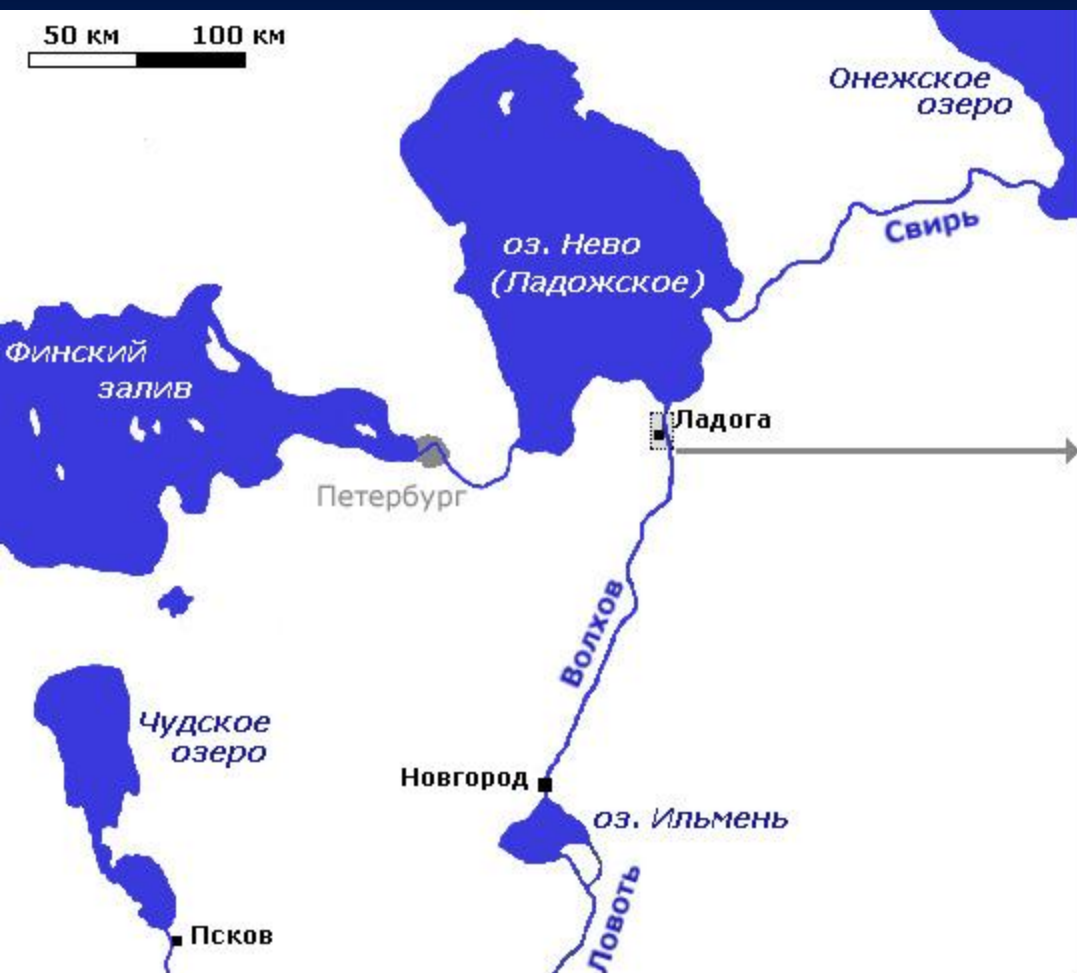 50 км 100 км
Онежское
озеро
Свирь
оз. Нево
(Ладожское)
Финский
залив
Ладога
Петербург
Волхов
Чудское
озеро
Новгород
оз. Ильмень
Ловоть
Псков